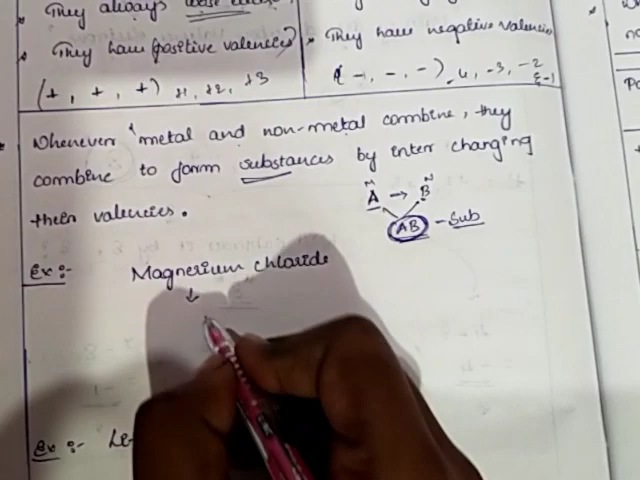 They always
They have positive valencies
They have negative valencies
(+, +, +) +1, +2, +3
(-, -, -) -4, -3, -2
& -1
Whenever metal and non-metal combine, they
combine to form substances by inter changing
their valencies.
M N
A → B
AB - Sub
Ex :- Magnesium chloride
↓
Ex :- Le